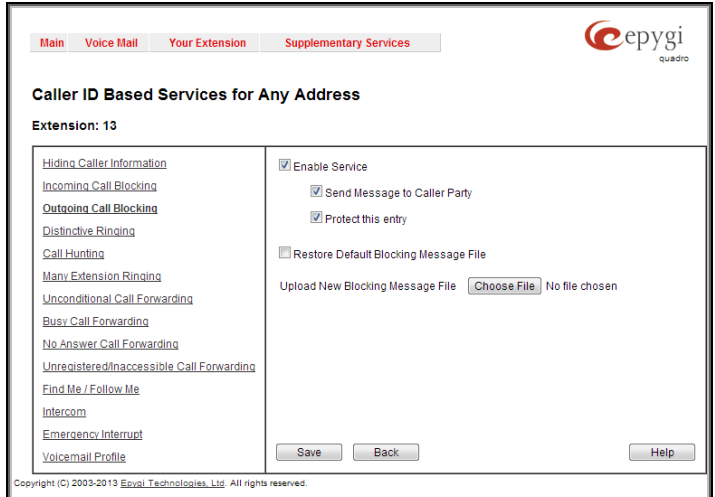 Main Voice Mail Your Extension Supplementary Services
epygi
quadro
Caller ID Based Services for Any Address
Extension: 13
Hiding Caller Information
Incoming Call Blocking
Outgoing Call Blocking
Distinctive Ringing
Call Hunting
Many Extension Ringing
Unconditional Call Forwarding
Busy Call Forwarding
No Answer Call Forwarding
Unregistered/Inaccessible Call Forwarding
Find Me / Follow Me
Intercom
Emergency Interrupt
Voicemail Profile
Enable Service
Send Message to Caller Party
Protect this entry
Restore Default Blocking Message File
Upload New Blocking Message File Choose File No file chosen
Save Back Help
Copyright (C) 2003-2013 Epygi Technologies, Ltd. All rights reserved.